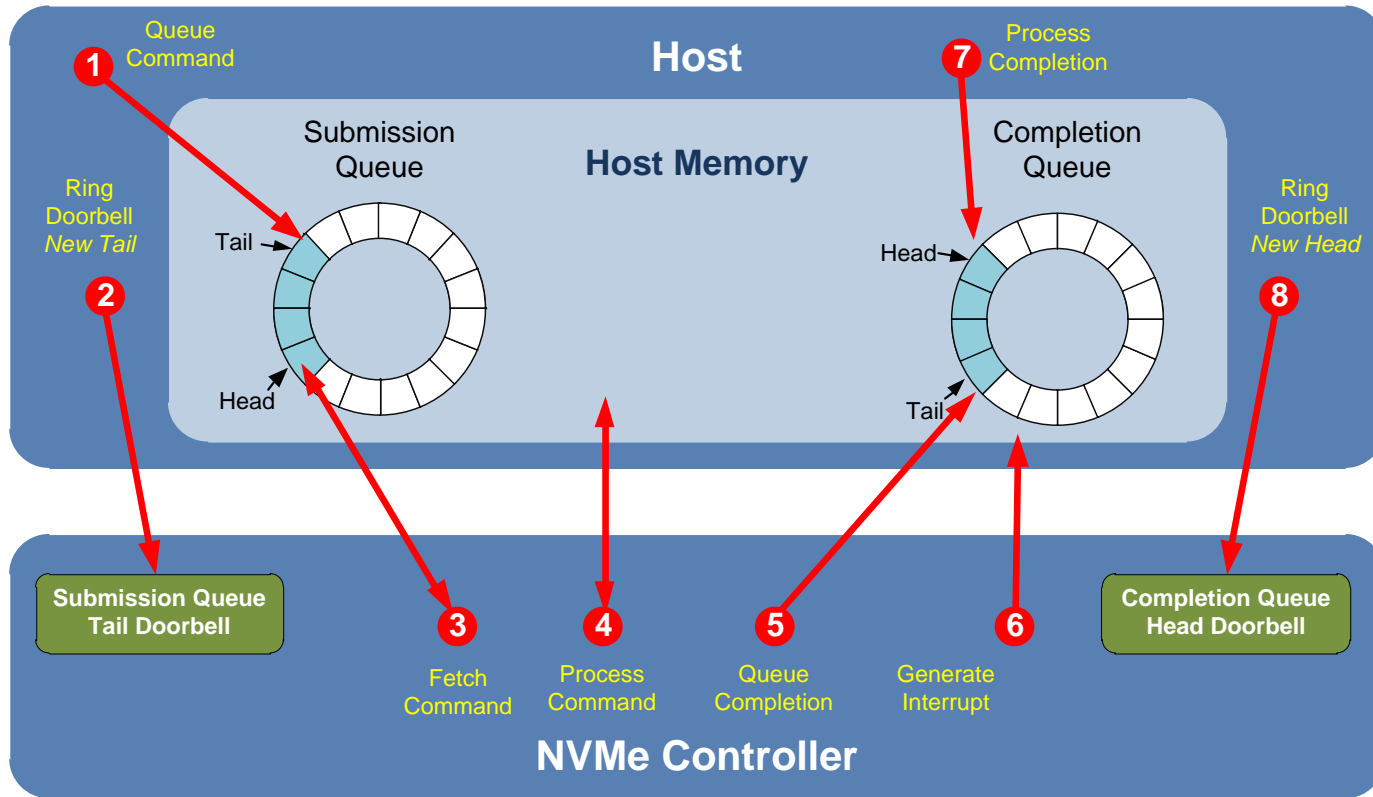 Queue
Command
1
Host
7
Process
Completion
Submission
Queue
Host Memory
Completion
Queue
Ring
Doorbell
New Tail
2
Tail
Head
Head
Tail
Ring
Doorbell
New Head
8
Submission Queue
Tail Doorbell
3
Fetch
Command
4
Process
Command
5
Queue
Completion
6
Generate
Interrupt
Completion Queue
Head Doorbell
NVMe Controller